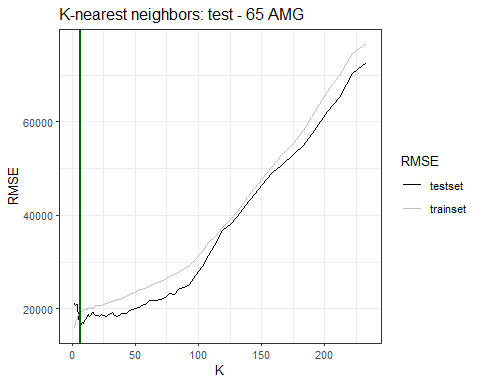 K-nearest neighbors: test - 65 AMG
60000
40000
20000
RMSE
0
50
100
150
200
K
RMSE
testset
trainset